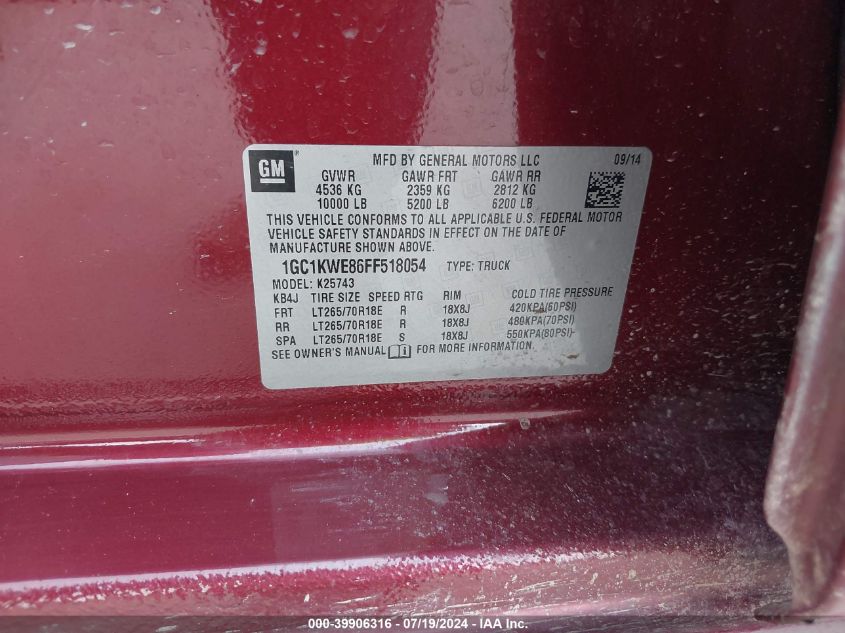 GM®
MFD BY GENERAL MOTORS LLC 09/14
GVWR GAWR FRT GAWR RR
4536 KG 2359 KG 2812 KG
10000 LB 5200 LB 6200 LB
THIS VEHICLE CONFORMS TO ALL APPLICABLE U.S. FEDERAL MOTOR
VEHICLE SAFETY STANDARDS IN EFFECT ON THE DATE OF
MANUFACTURE SHOWN ABOVE.
1GC1KWE86FF518054 TYPE: TRUCK
MODEL: K25743
KB4J TIRE SIZE SPEED RTG RIM COLD TIRE PRESSURE
FRT LT265/70R18E R 18X8J 420KPA(60PSI)
RR LT265/70R18E R 18X8J 480KPA(70PSI)
SPA LT265/70R18E S 18X8J 550KPA(80PSI)
SEE OWNER'S MANUAL FOR MORE INFORMATION.
000-39906316 - 07/19/2024 - IAA Inc.